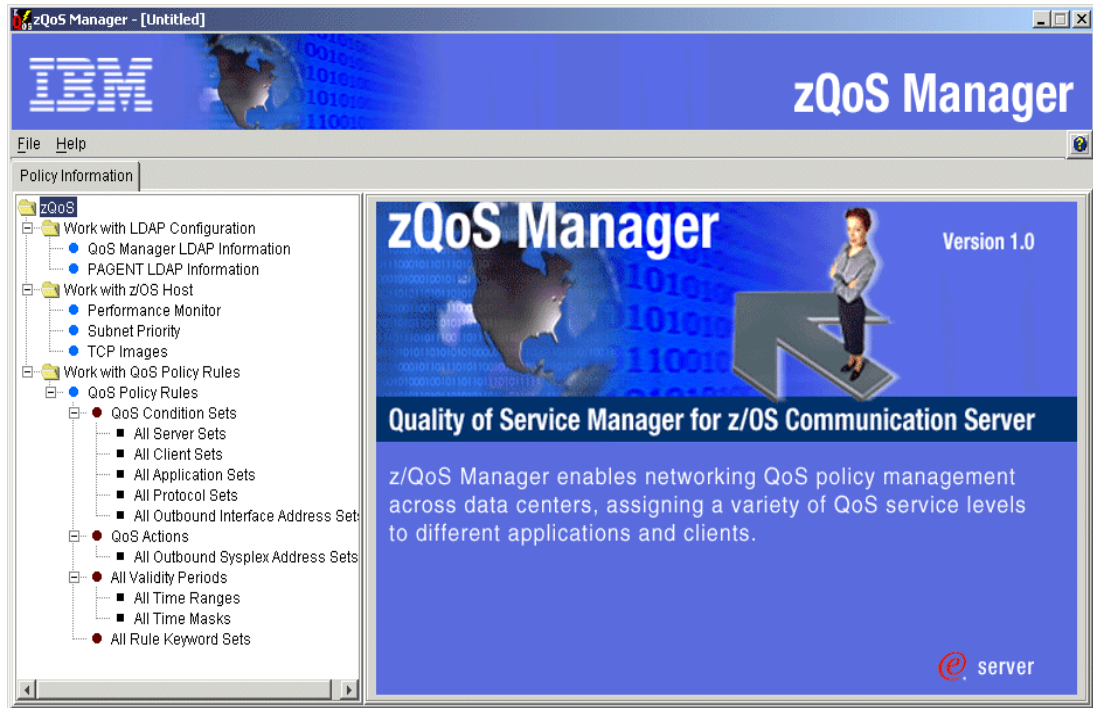 zQoS Manager - [Untitled]
IBM
zQoS Manager
File Help
Policy Information
zQoS
Work with LDAP Configuration
QoS Manager LDAP Information
PAGENT LDAP Information
Work with z/OS Host
Performance Monitor
Subnet Priority
TCP Images
Work with QoS Policy Rules
QoS Policy Rules
QoS Condition Sets
All Server Sets
All Client Sets
All Application Sets
All Protocol Sets
All Outbound Interface Address Set
QoS Actions
All Outbound Sysplex Address Sets
All Validity Periods
All Time Ranges
All Time Masks
All Rule Keyword Sets
zQoS Manager
Version 1.0
Quality of Service Manager for z/OS Communication Server
z/QoS Manager enables networking QoS policy management
across data centers, assigning a variety of QoS service levels
to different applications and clients.
e server